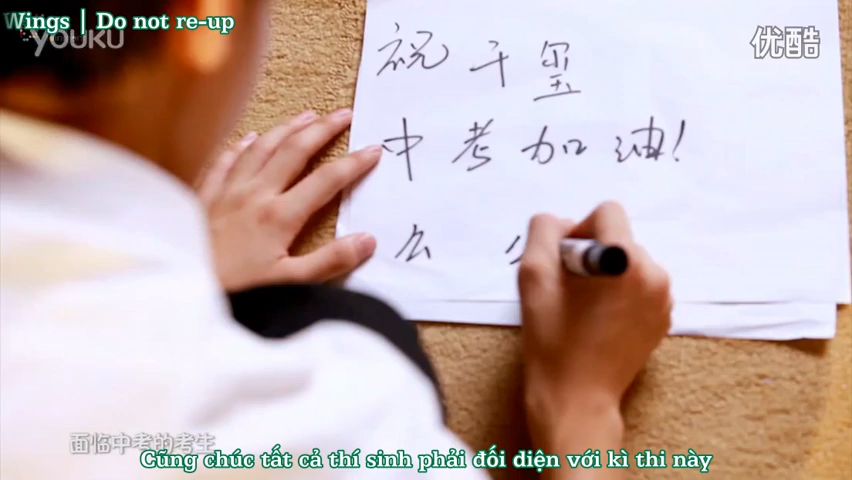 Wings | Do not re-up
YOUKU
优酷
祝千玺
中考加油!
么
面临中考的考生
Cũng chúc tất cả thí sinh phải đối diện với kì thi này